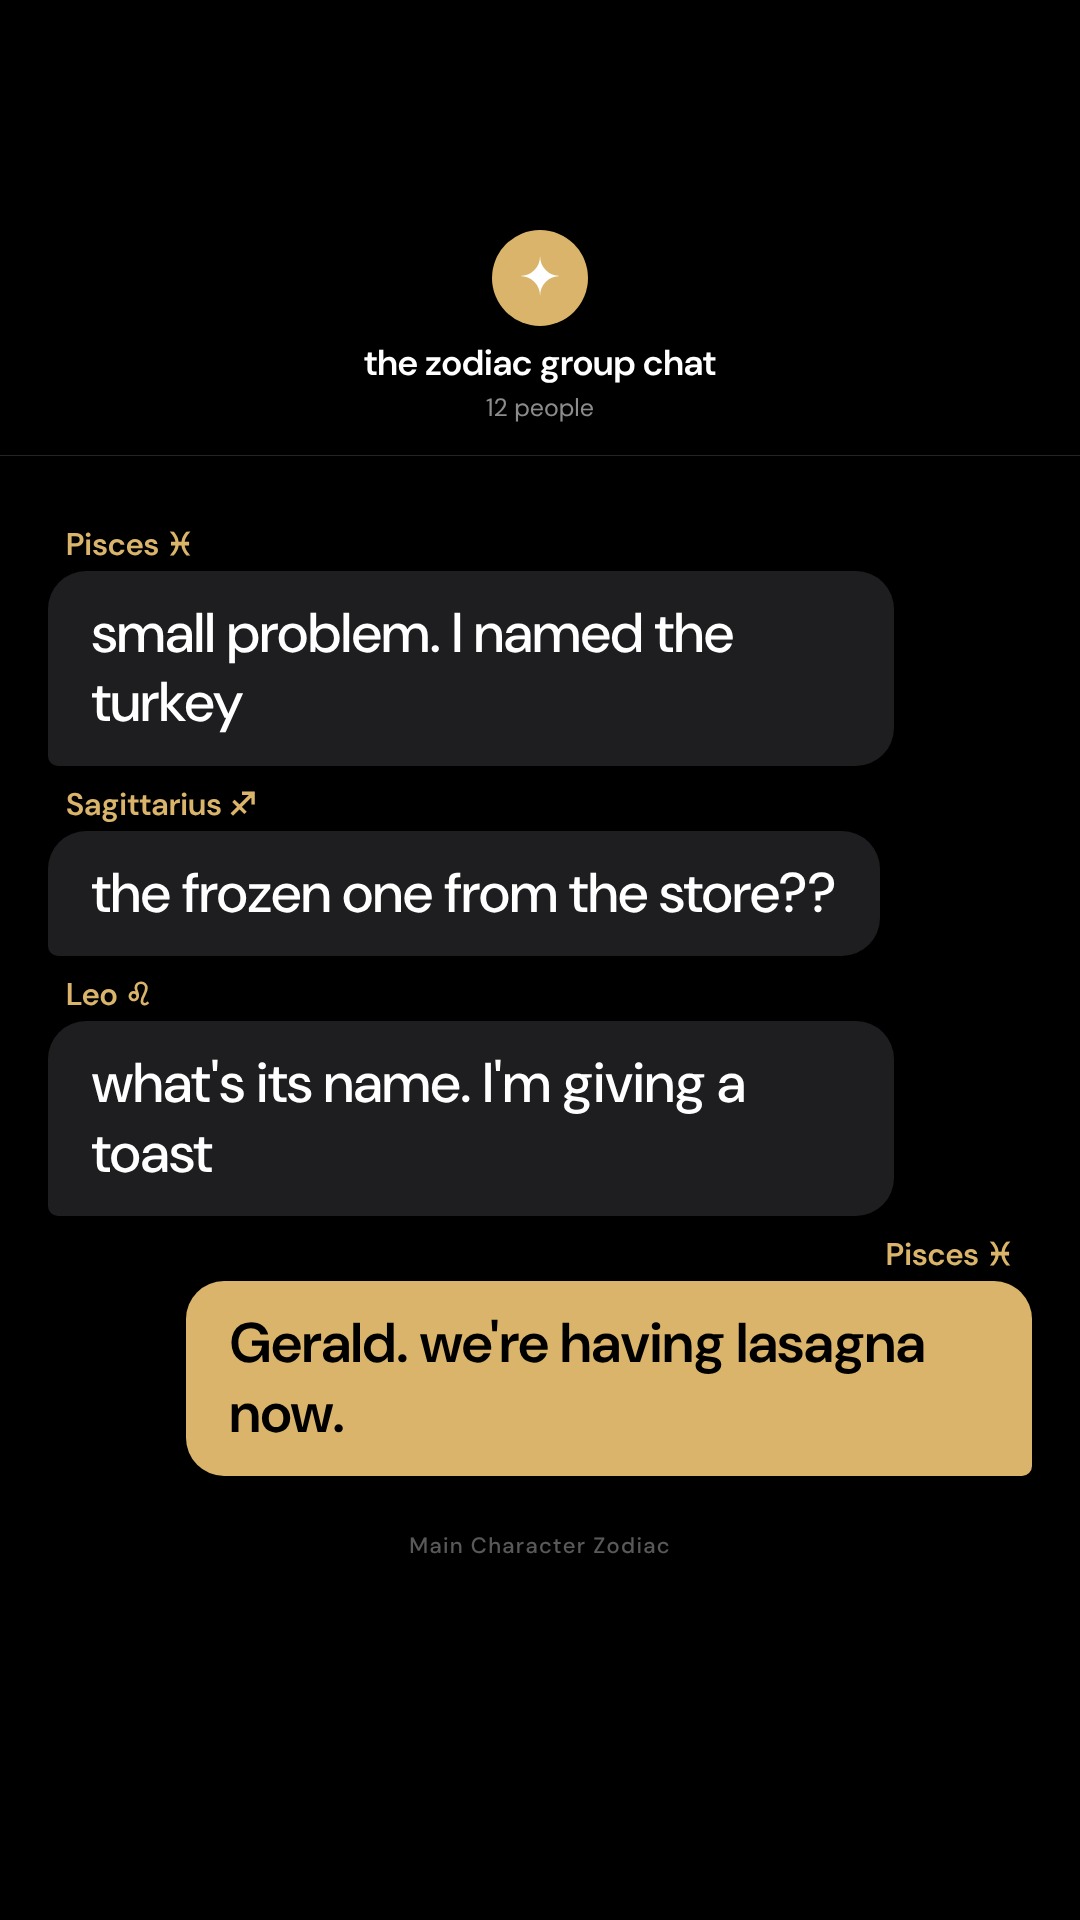 the zodiac group chat
12 people
Pisces ♓︎
small problem. I named the
turkey
Sagittarius ♐︎
the frozen one from the store??
Leo ♌︎
what's its name. I'm giving a
toast
Pisces ♓︎
Gerald. we're having lasagna
now.
Main Character Zodiac